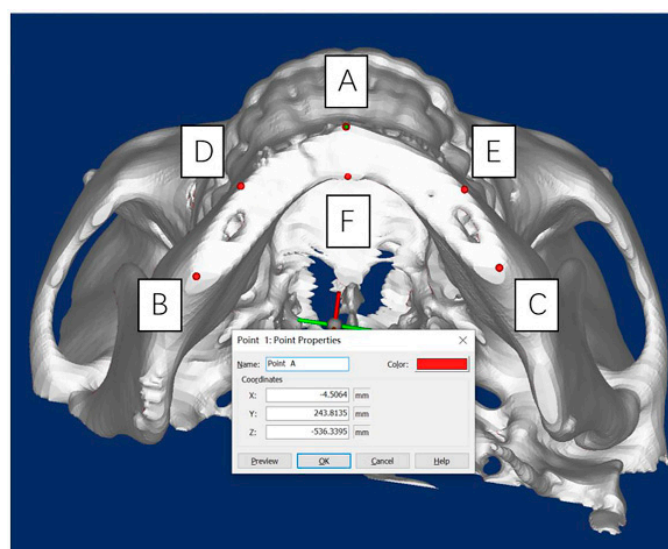 A
D
E
F
B
C
Point 1: Point Properties
Name: Point A Color:
Coordinates
X: -4.5064 mm
Y: 243.8135 mm
Z: -536.3395 mm
Preview OK Cancel Help